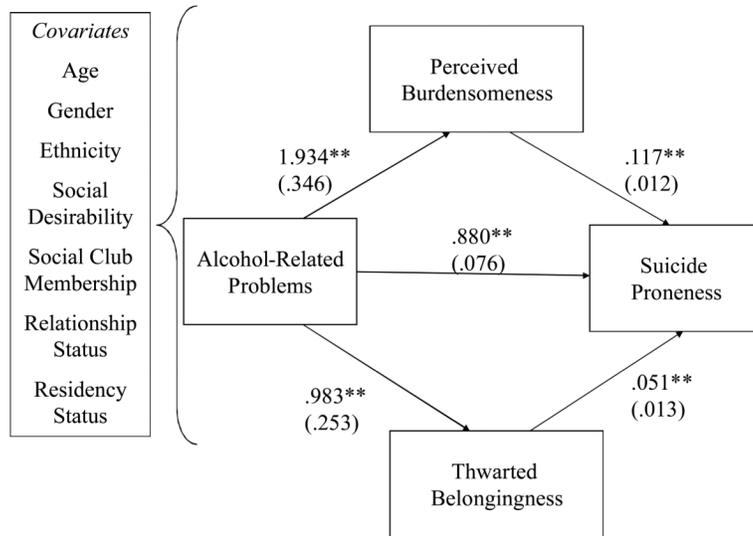 Covariates
Age
Gender
Ethnicity
Social
Desirability
Social Club
Membership
Relationship
Status
Residency
Status
Perceived
Burdensomeness
1.934**
(.346)
.117**
(.012)
Alcohol-Related
Problems
.880**
(.076)
Suicide
Proneness
.983**
(.253)
.051**
(.013)
Thwarted
Belongingness